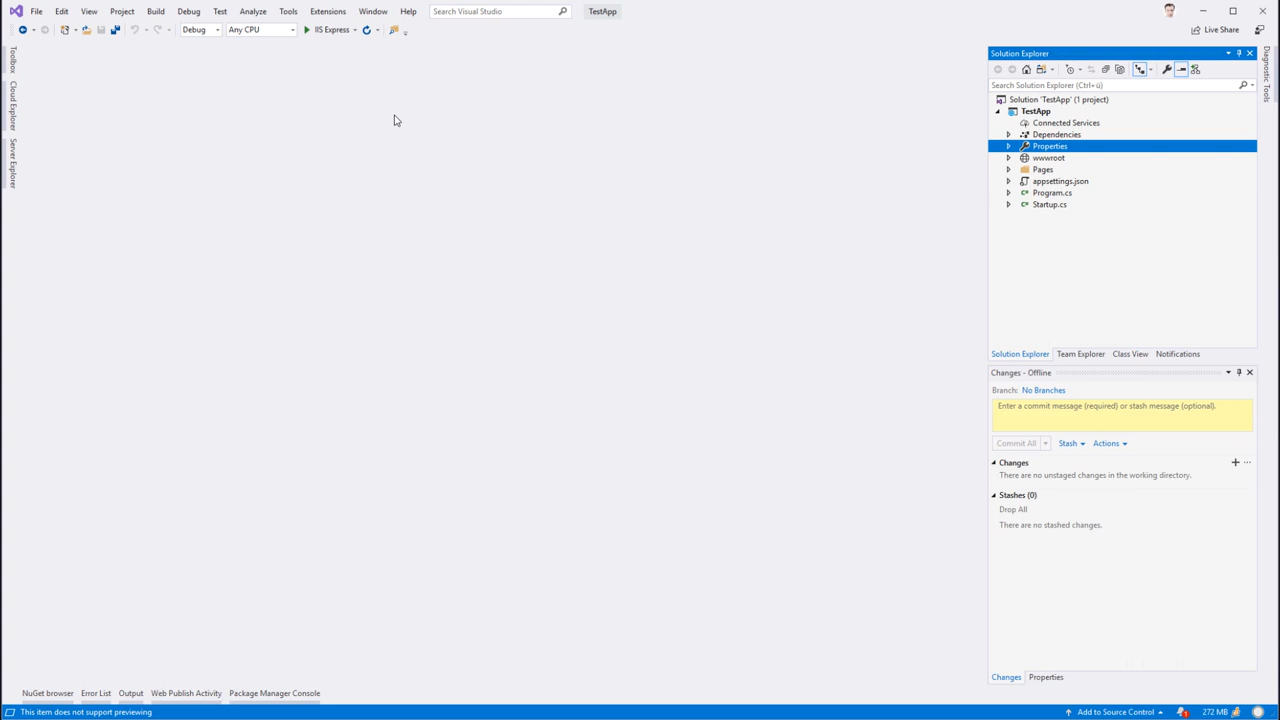 File Edit View Project Build Debug Test Analyze Tools Extensions Window Help Search Visual Studio TestApp
Debug Any CPU IIS Express Live Share
Toolbox
Cloud Explorer
Server Explorer
Solution Explorer
Search Solution Explorer (Ctrl+ü)
Solution 'TestApp' (1 project)
TestApp
Connected Services
Dependencies
Properties
wwwroot
Pages
appsettings.json
Program.cs
Startup.cs
Solution Explorer Team Explorer Class View Notifications
Changes - Offline
Branch: No Branches
Enter a commit message (required) or stash message (optional).
Commit All Stash Actions
Changes
There are no unstaged changes in the working directory.
Stashes (0)
Drop All
There are no stashed changes.
Changes Properties
Diagnostic Tools
NuGet browser Error List Output Web Publish Activity Package Manager Console
This item does not support previewing Add to Source Control 1 272 MB